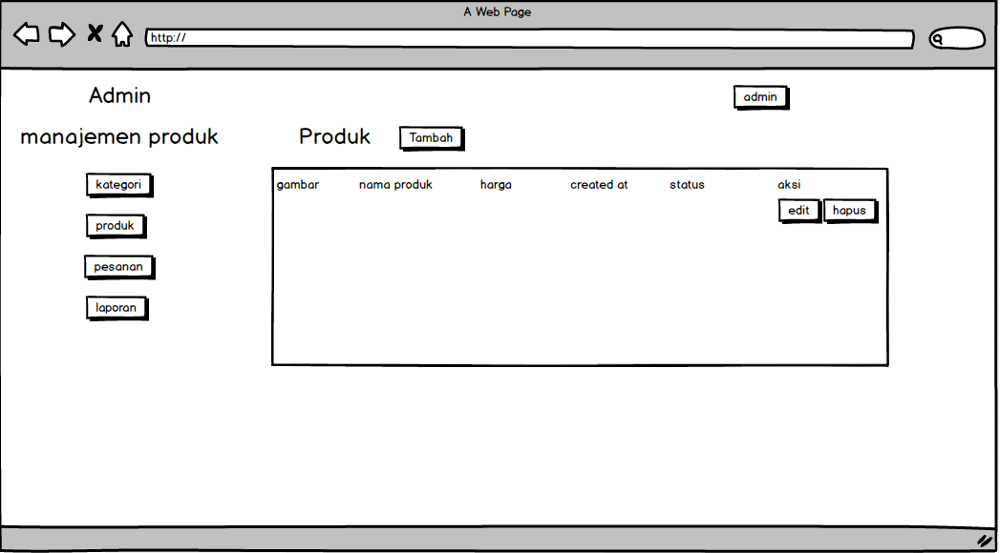 A Web Page
http://
Admin
admin
manajemen produk
Produk
Tambah
kategori
produk
pesanan
laporan
gambar nama produk harga created at status aksi
edit hapus